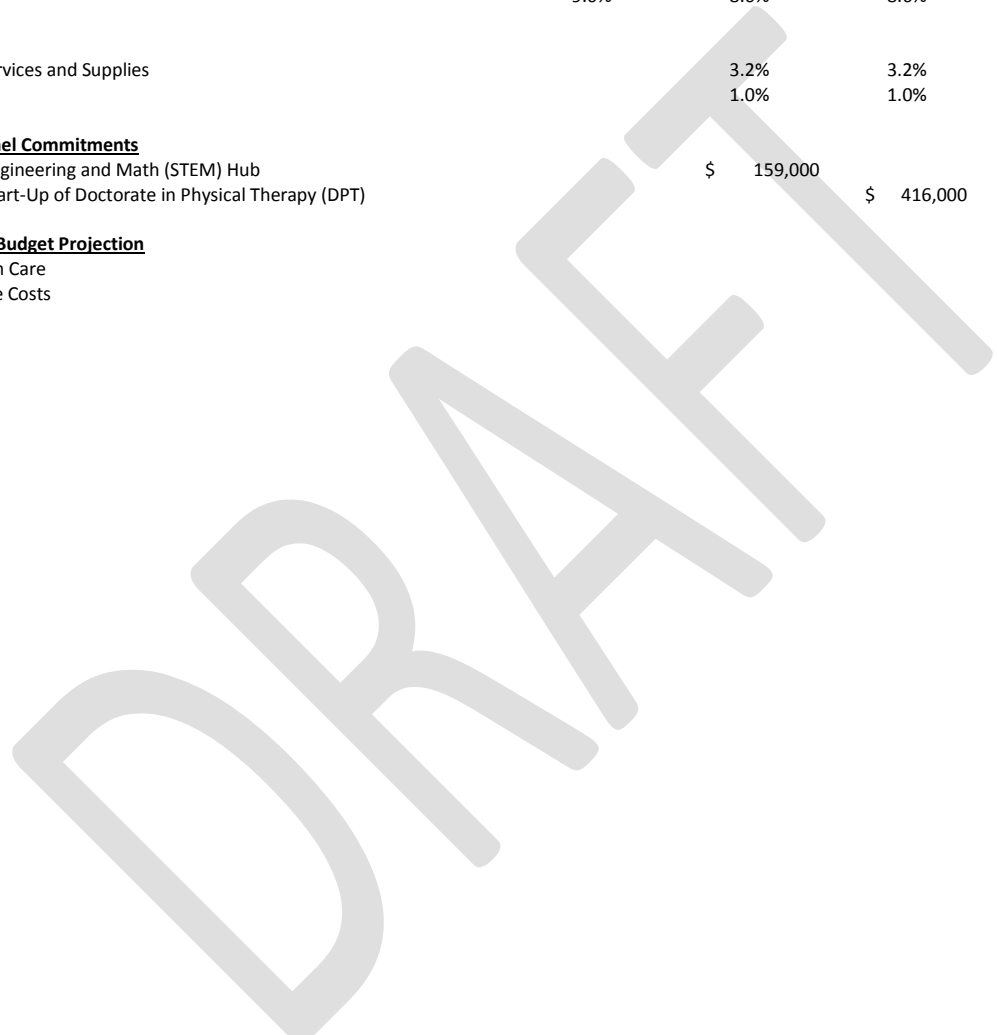 rvices and Supplies 3.2% 3.2%
1.0% 1.0%
nel Commitments
gineering and Math (STEM) Hub $ 159,000
art-Up of Doctorate in Physical Therapy (DPT) $ 416,000
Budget Projection
n Care
e Costs
DRAFT